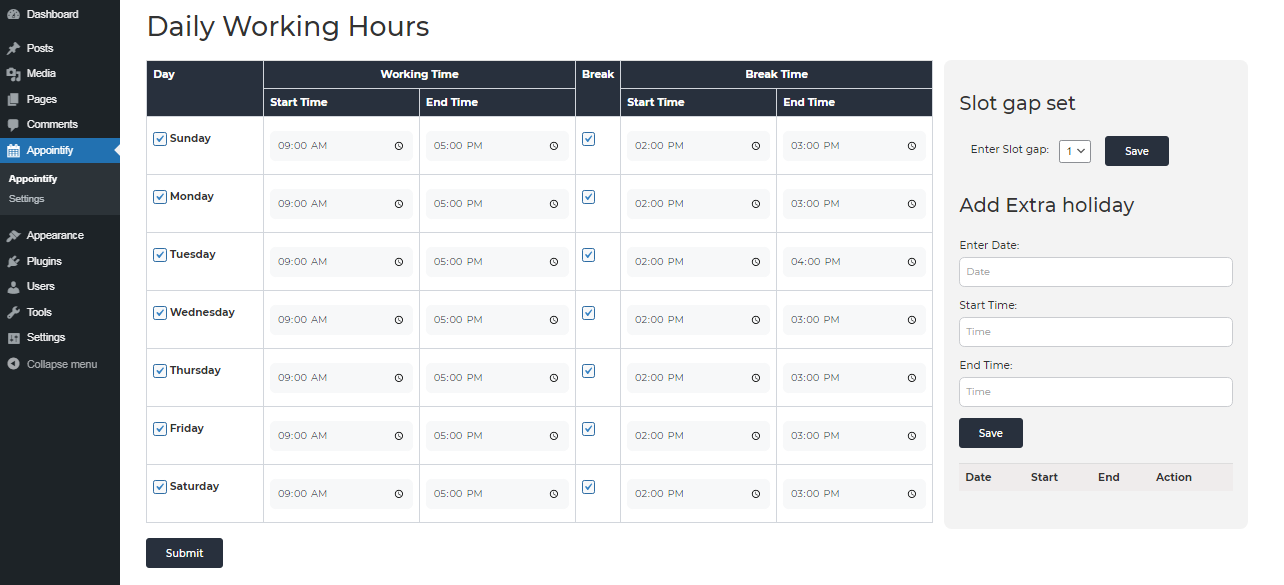 Dashboard
Posts
Media
Pages
Comments
Appointify
Appointify
Settings
Appearance
Plugins
Users
Tools
Settings
Collapse menu
Daily Working Hours
Day Working Time Break Break Time
Start Time End Time Start Time End Time
Sunday 09:00 AM 05:00 PM 02:00 PM 03:00 PM
Monday 09:00 AM 05:00 PM 02:00 PM 03:00 PM
Tuesday 09:00 AM 05:00 PM 02:00 PM 04:00 PM
Wednesday 09:00 AM 05:00 PM 02:00 PM 03:00 PM
Thursday 09:00 AM 05:00 PM 02:00 PM 03:00 PM
Friday 09:00 AM 05:00 PM 02:00 PM 03:00 PM
Saturday 09:00 AM 05:00 PM 02:00 PM 03:00 PM
Submit
Slot gap set
Enter Slot gap: 1 Save
Add Extra holiday
Enter Date:
Date
Start Time:
Time
End Time:
Time
Save
Date Start End Action